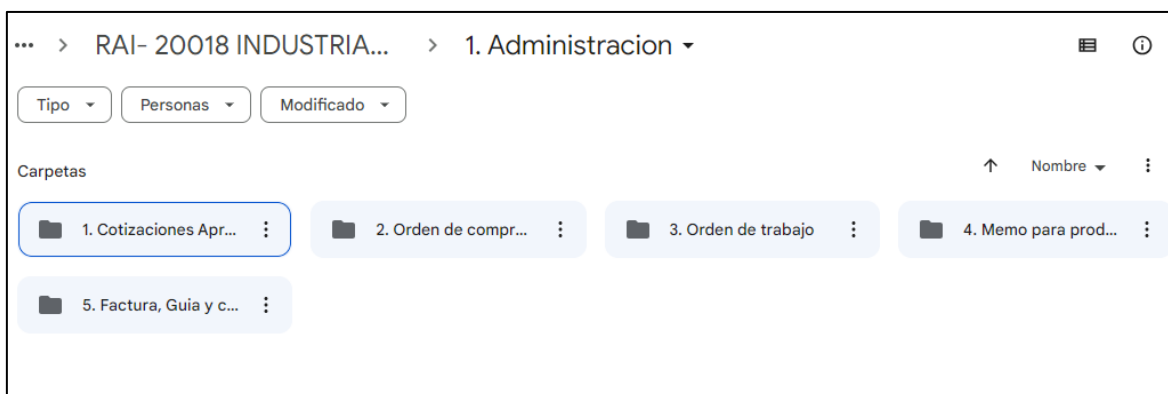 ... > RAI- 20018 INDUSTRIA... > 1. Administracion
Tipo Personas Modificado
Carpetas Nombre
1. Cotizaciones Apr... 2. Orden de compr... 3. Orden de trabajo 4. Memo para prod...
5. Factura, Guia y c...